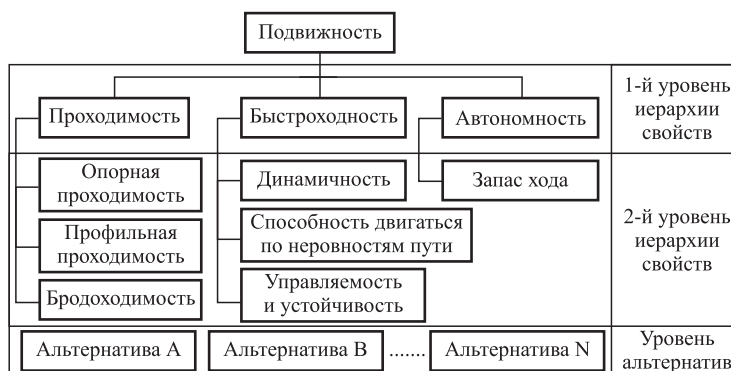 Подвижность
1-й уровень
иерархии
свойств
Проходимость
Быстроходность
Автономность
Опорная
проходимость
Динамичность
Запас хода
Способность двигаться
по неровностям пути
Профильная
проходимость
2-й уровень
иерархии
свойств
Бродоходимость
Управляемость
и устойчивость
Альтернатива A
Альтернатива B
.......
Альтернатива N
Уровень
альтернатив